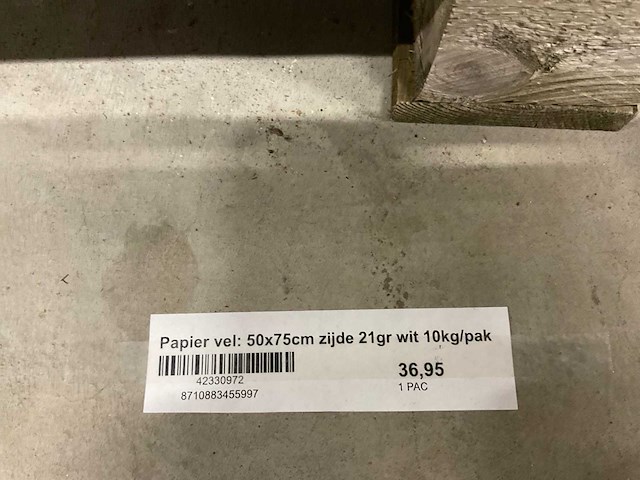 Papier vel: 50x75cm zijde 21gr wit 10kg/pak
42330972
36,95
8710883455997
1 PAC